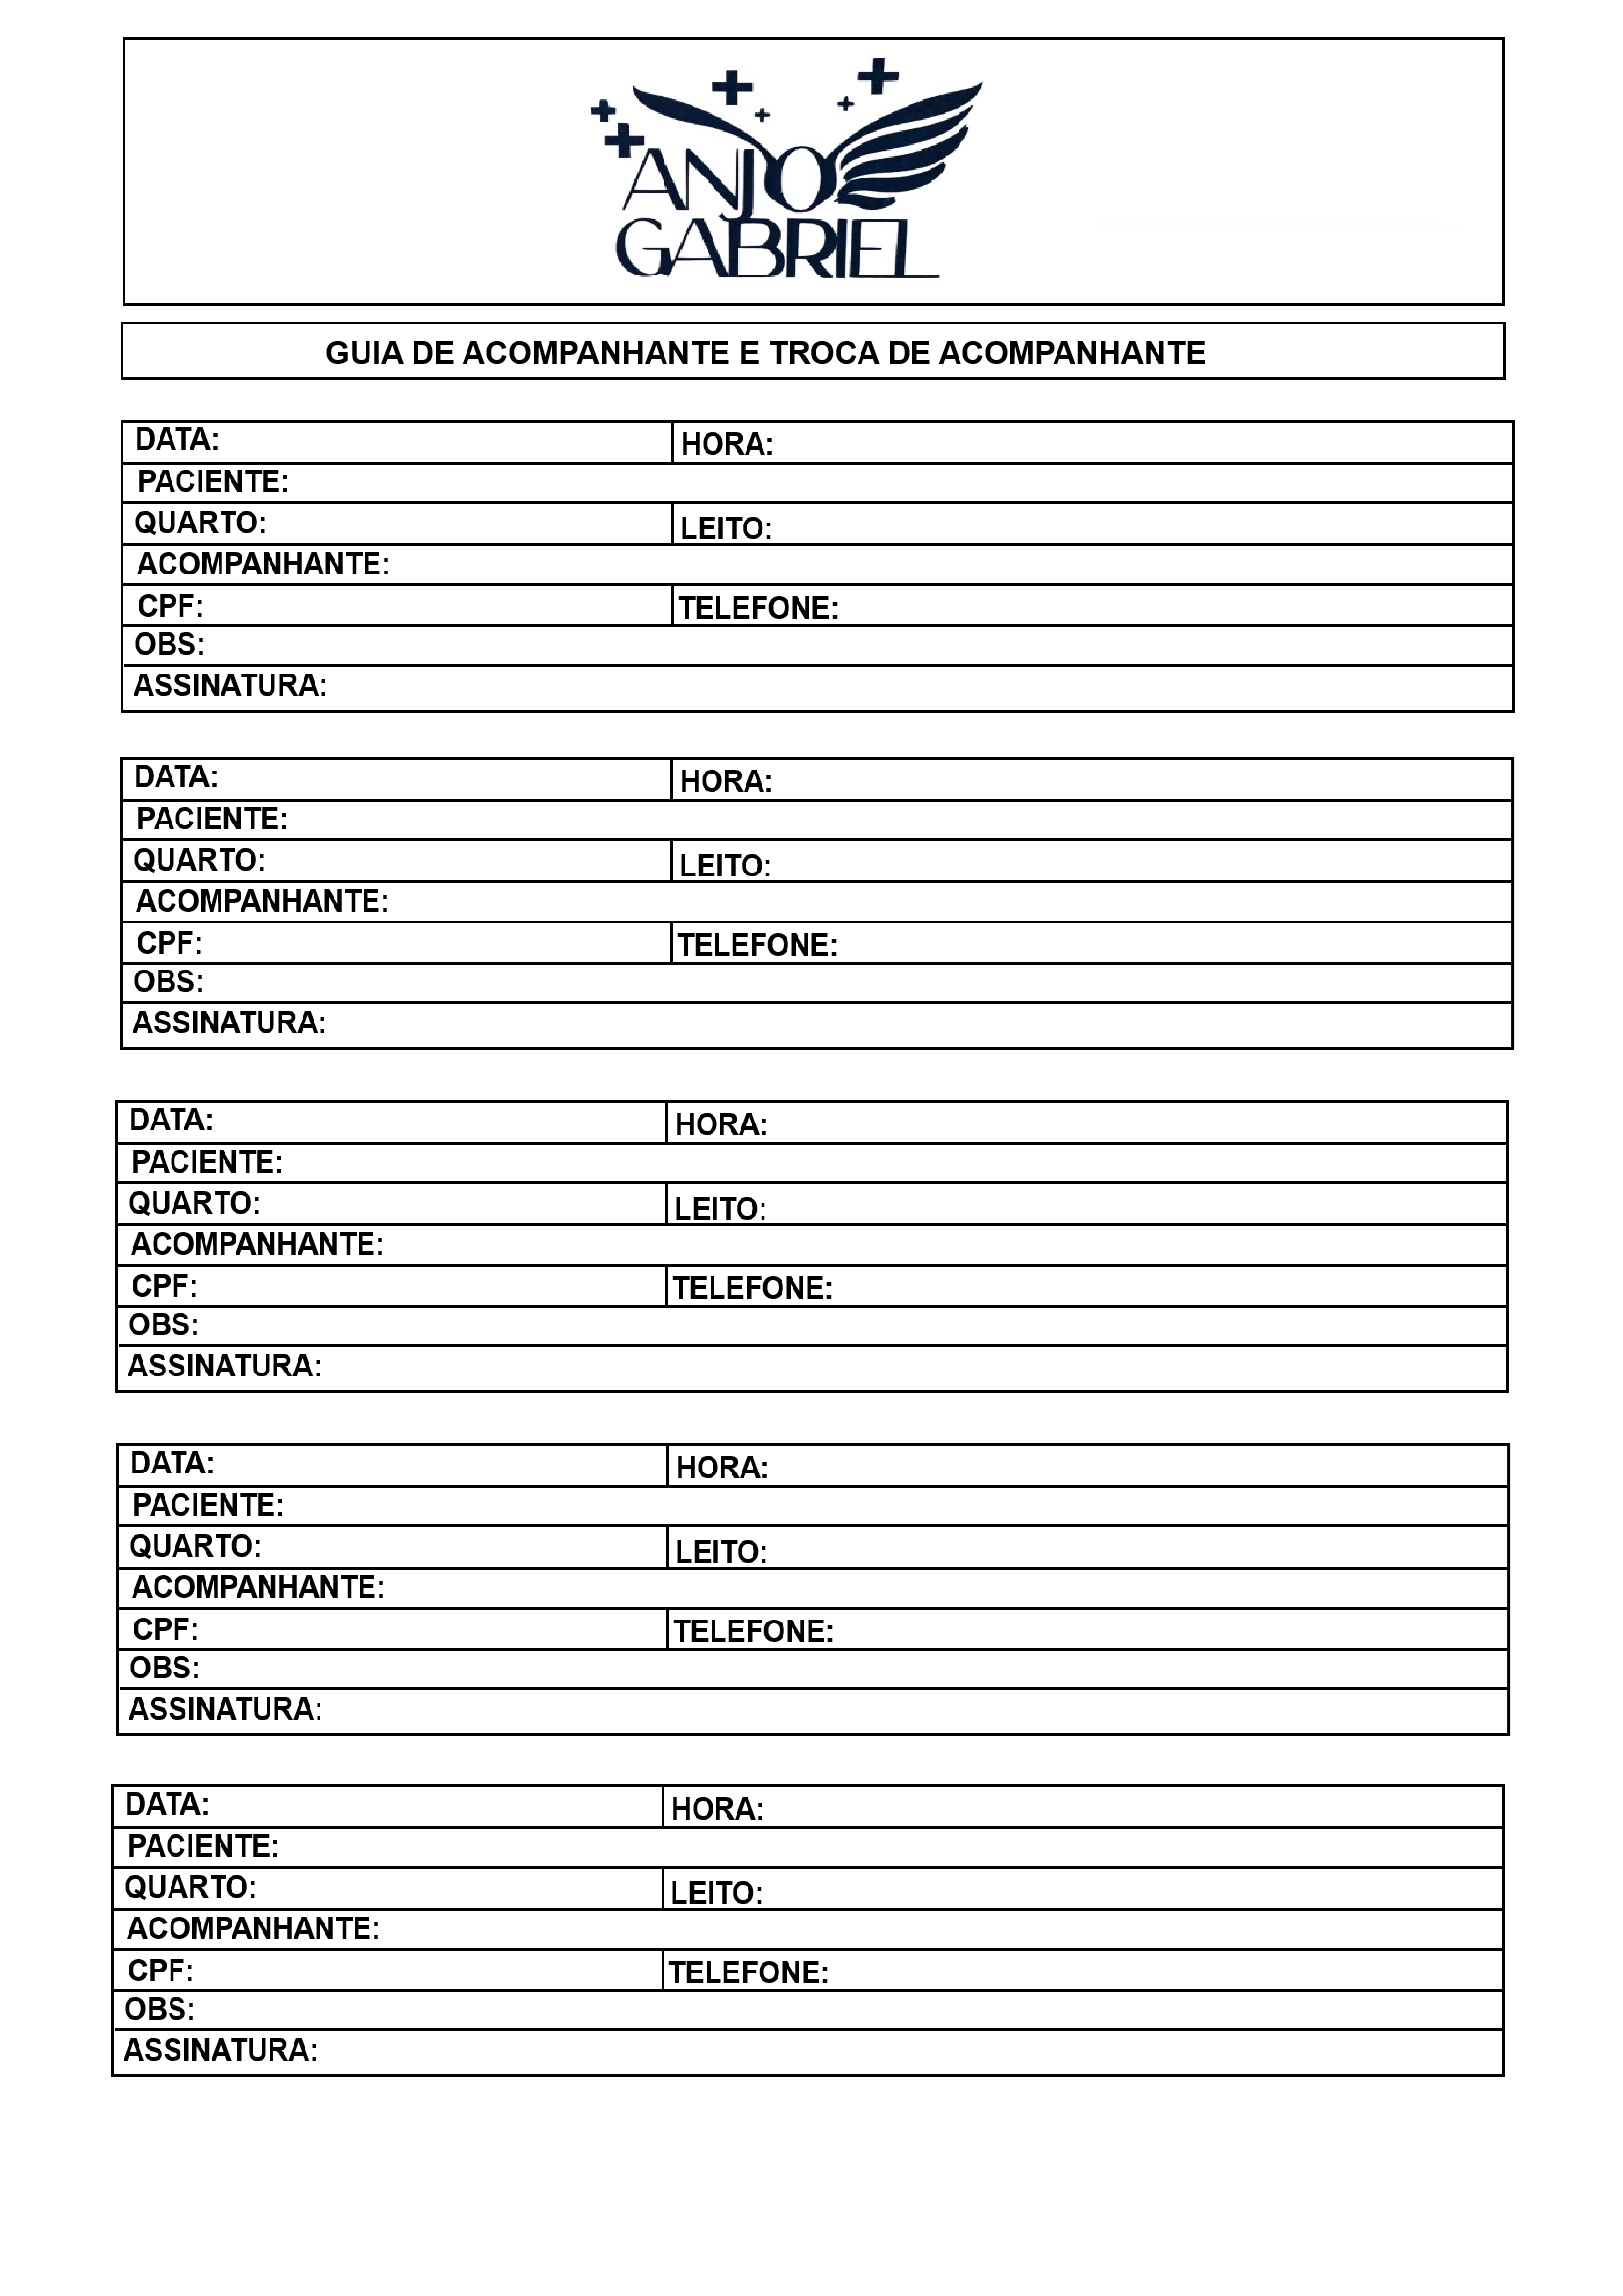 ANJO
GABRIEL
GUIA DE ACOMPANHANTE E TROCA DE ACOMPANHANTE
DATA: HORA:
PACIENTE:
QUARTO: LEITO:
ACOMPANHANTE:
CPF: TELEFONE:
OBS:
ASSINATURA:
DATA: HORA:
PACIENTE:
QUARTO: LEITO:
ACOMPANHANTE:
CPF: TELEFONE:
OBS:
ASSINATURA:
DATA: HORA:
PACIENTE:
QUARTO: LEITO:
ACOMPANHANTE:
CPF: TELEFONE:
OBS:
ASSINATURA:
DATA: HORA:
PACIENTE:
QUARTO: LEITO:
ACOMPANHANTE:
CPF: TELEFONE:
OBS:
ASSINATURA:
DATA: HORA:
PACIENTE:
QUARTO: LEITO:
ACOMPANHANTE:
CPF: TELEFONE:
OBS:
ASSINATURA: